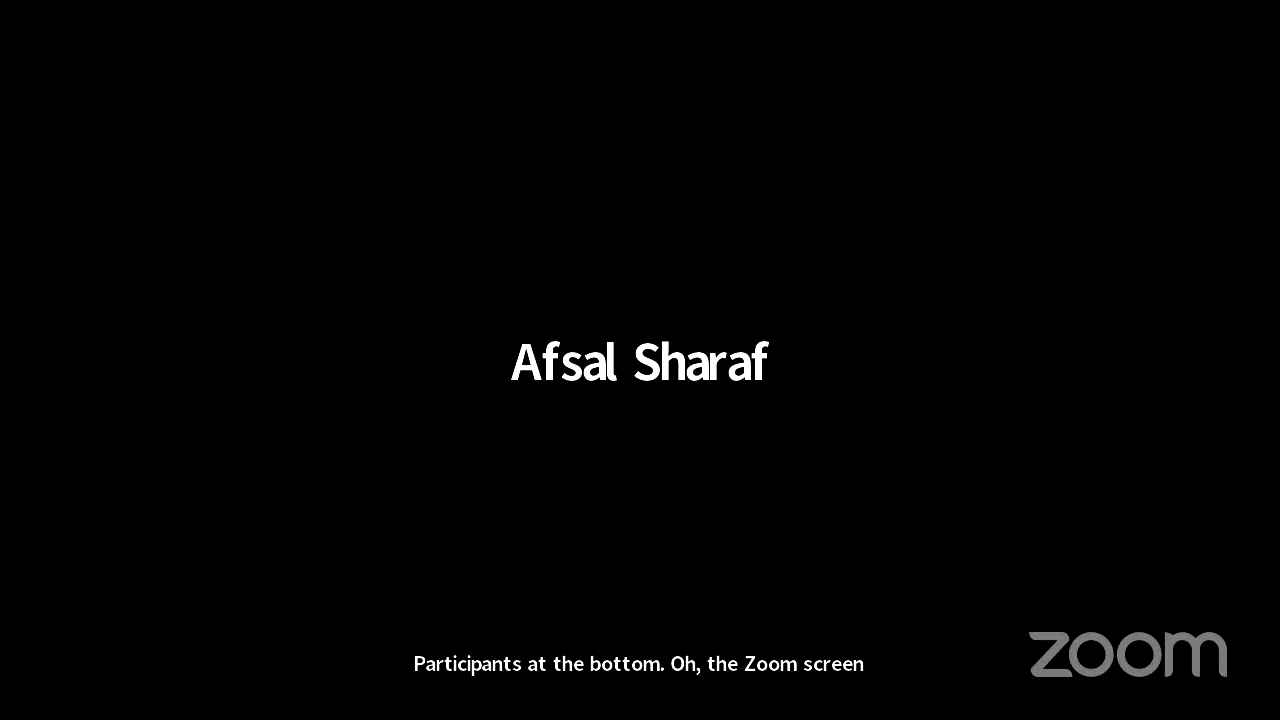 Afsal Sharaf
Participants at the bottom. Oh, the Zoom screen
zoom